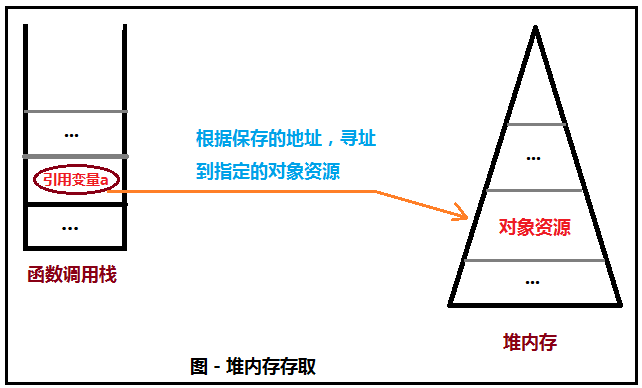 ...
引用变量a
...
函数调用栈
根据保存的地址，寻址
到指定的对象资源
...
对象资源
...
堆内存
图 - 堆内存存取